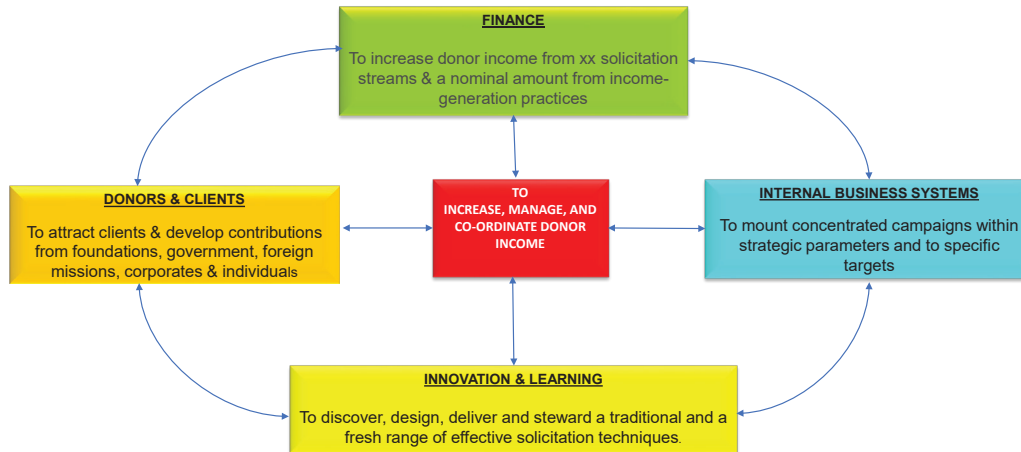 FINANCE
To increase donor income from xx solicitation
streams & a nominal amount from income-
generation practices
DONORS & CLIENTS
To attract clients & develop contributions
from foundations, government, foreign
missions, corporates & individuals
TO
INCREASE, MANAGE, AND
CO-ORDINATE DONOR
INCOME
INTERNAL BUSINESS SYSTEMS
To mount concentrated campaigns within
strategic parameters and to specific
targets
INNOVATION & LEARNING
To discover, design, deliver and steward a traditional and a
fresh range of effective solicitation techniques.